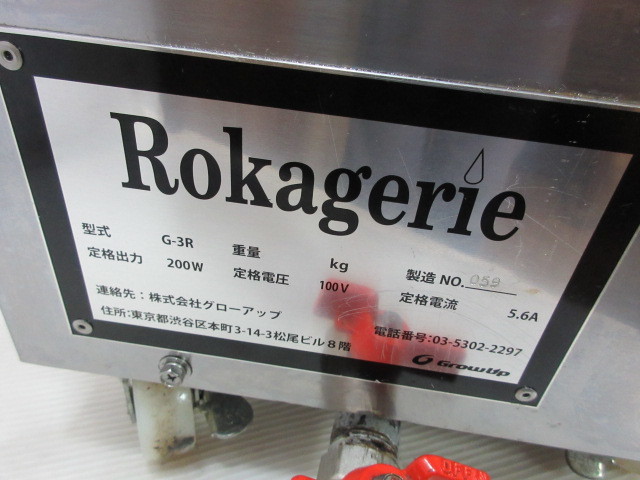 Rokagerie
型式 G-3R 重量 kg 製造 NO. 059
定格出力 200W 定格電圧 100V 定格電流 5.6A
連絡先：株式会社グローアップ
住所:東京都渋谷区本町3-14-3松尾ビル8階 電話番号:03-5302-2297
GrowUp
OFF